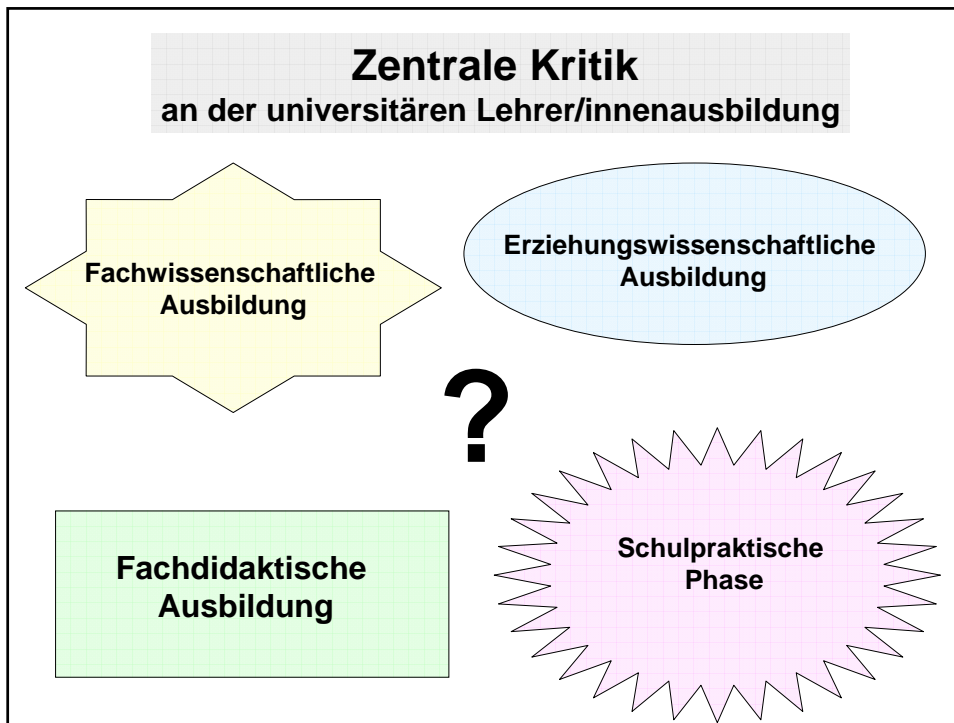 Zentrale Kritik
an der universitären Lehrer/innenausbildung
Fachwissenschaftliche
Ausbildung
Erziehungswissenschaftliche
Ausbildung
?
Fachdidaktische
Ausbildung
Schulpraktische
Phase